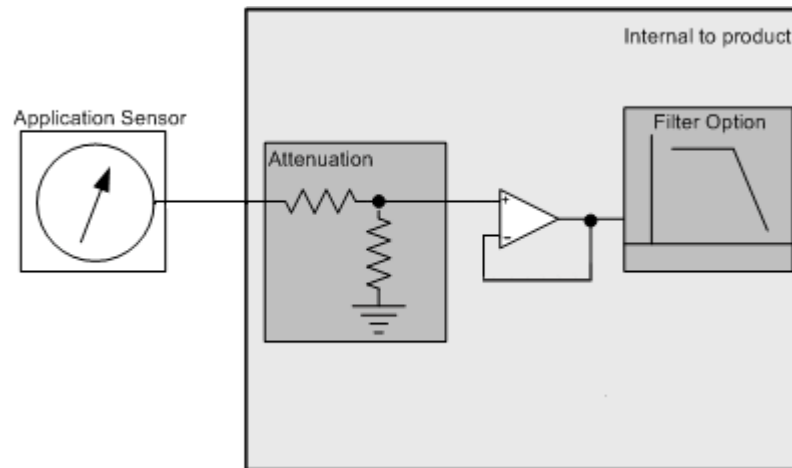 Internal to product
Application Sensor
Filter Option
Attenuation
+
−